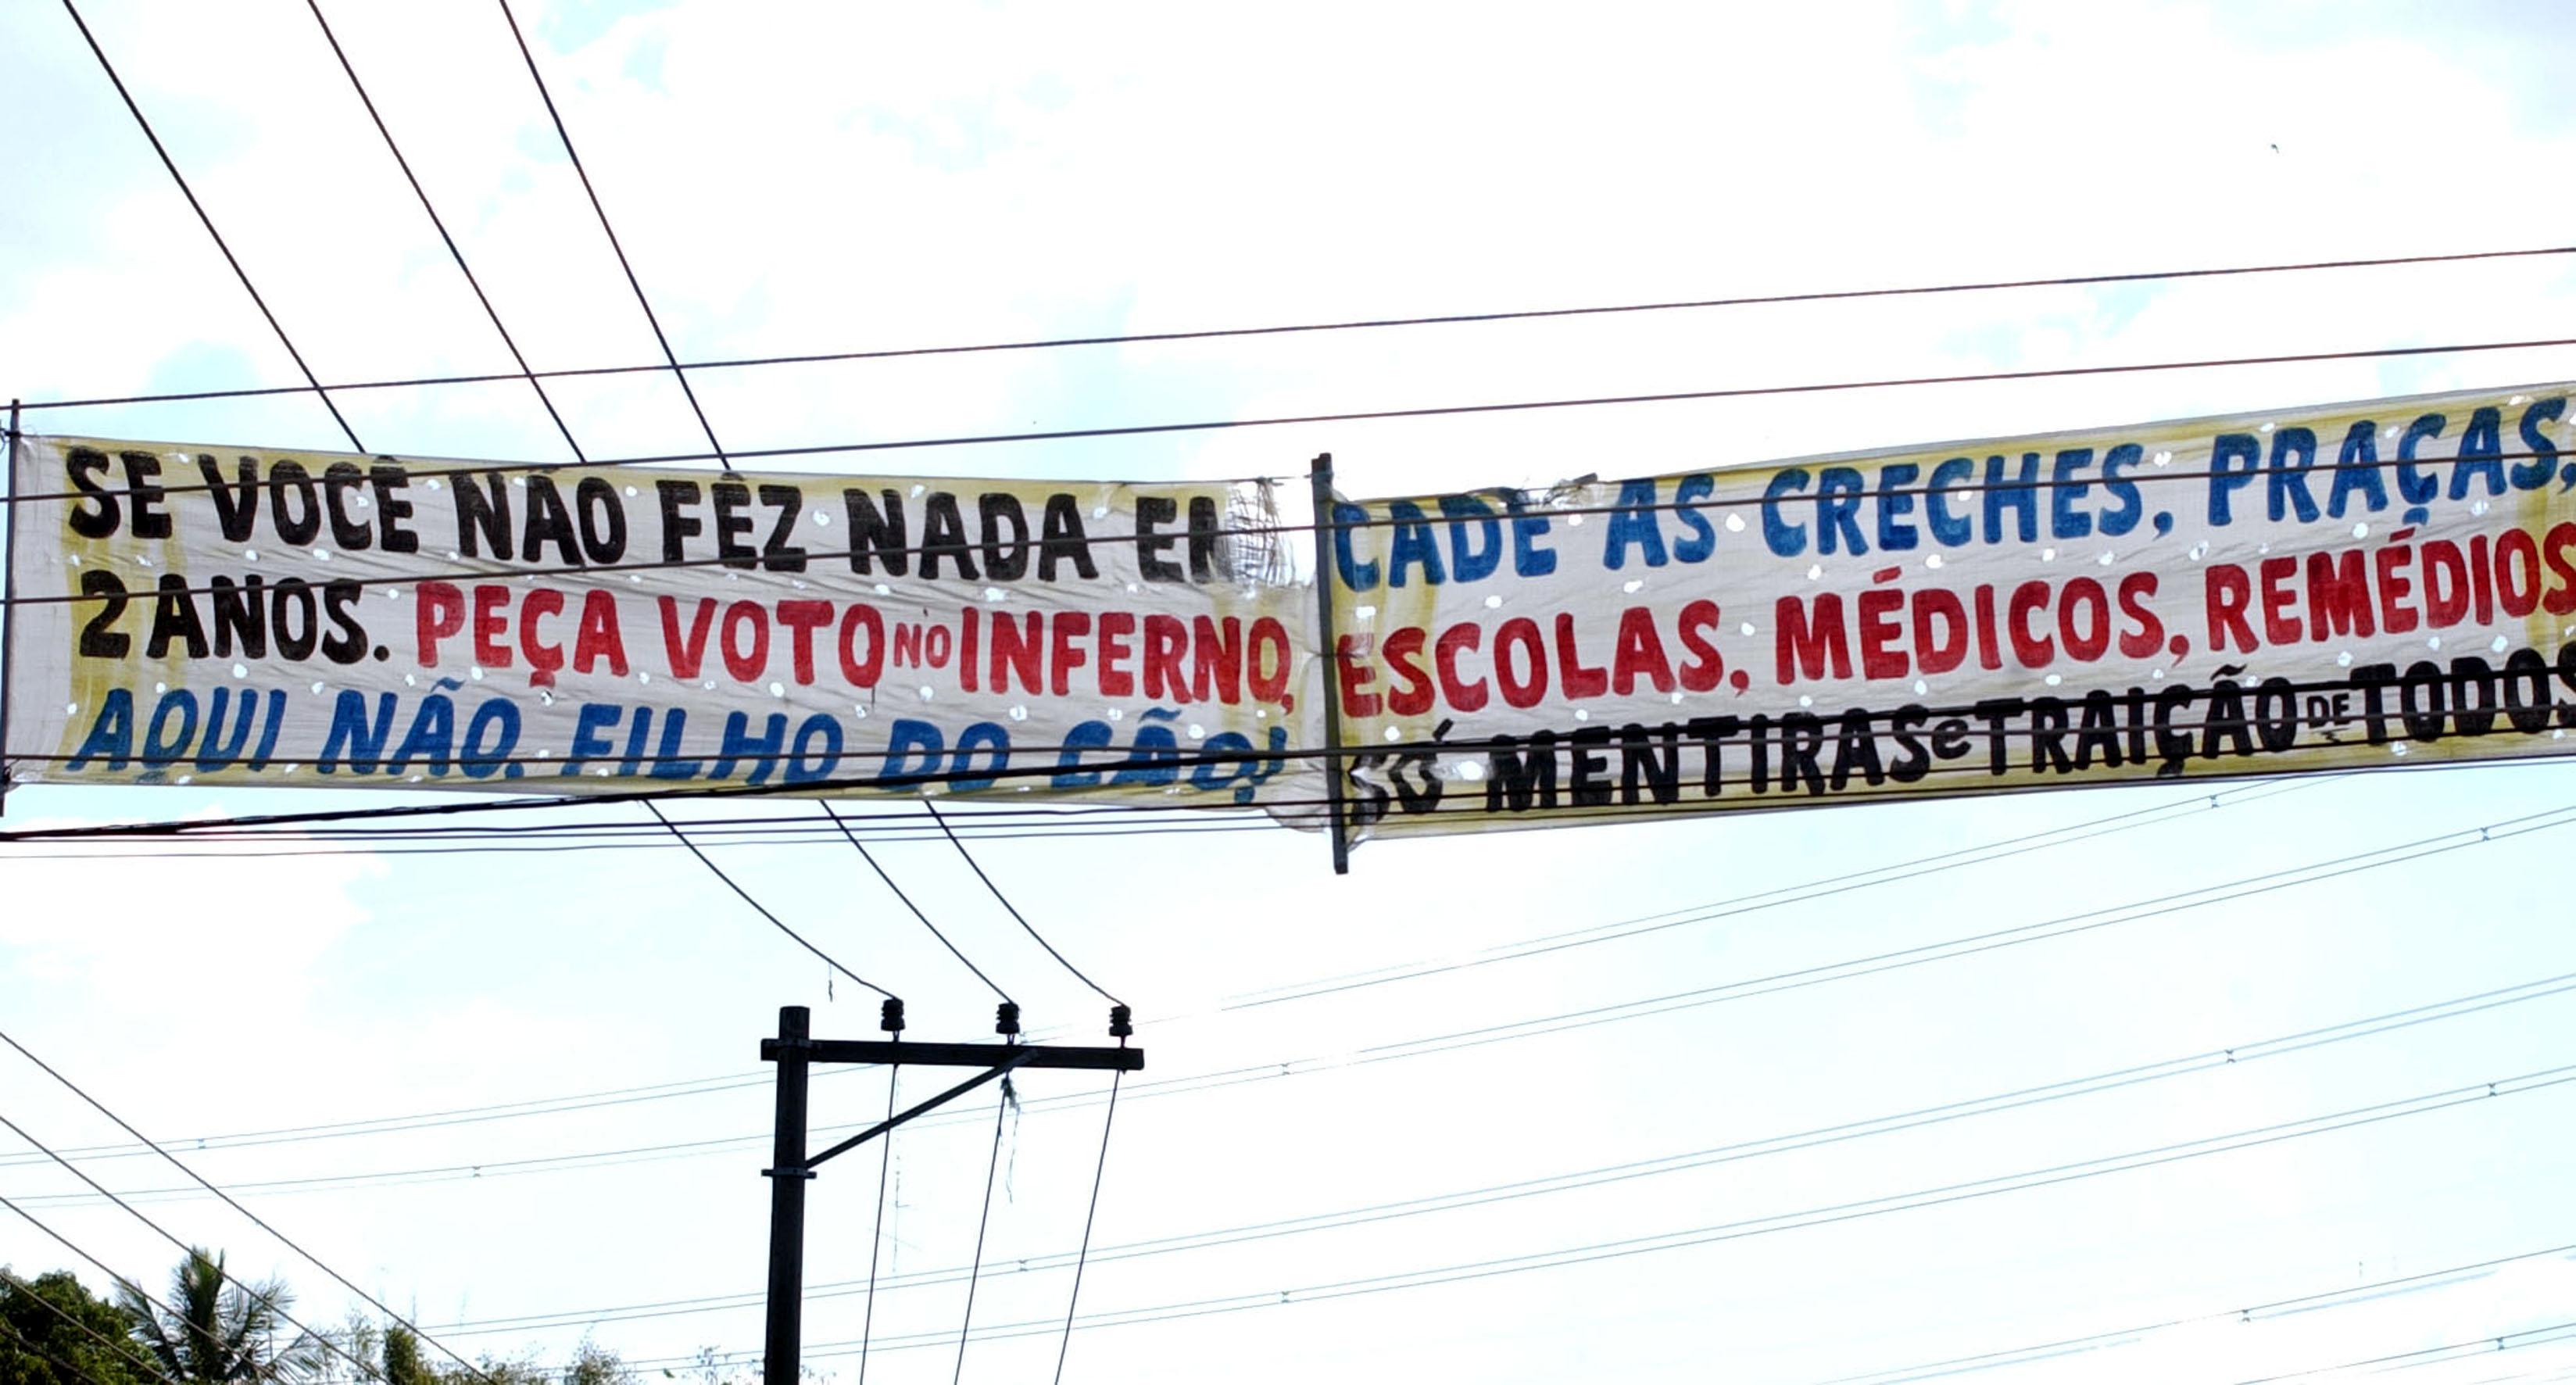 SE VOCÊ NÃO FÊZ NADA EM
2 ANOS. PEÇA VOTO NO INFERNO,
AQUI NÃO, FILHO DO CÃO!
CADE AS CRECHES, PRAÇAS,
ESCOLAS, MÉDICOS, REMÉDIOS
SÓ MENTIRAS e TRAIÇÃO DE TODOS